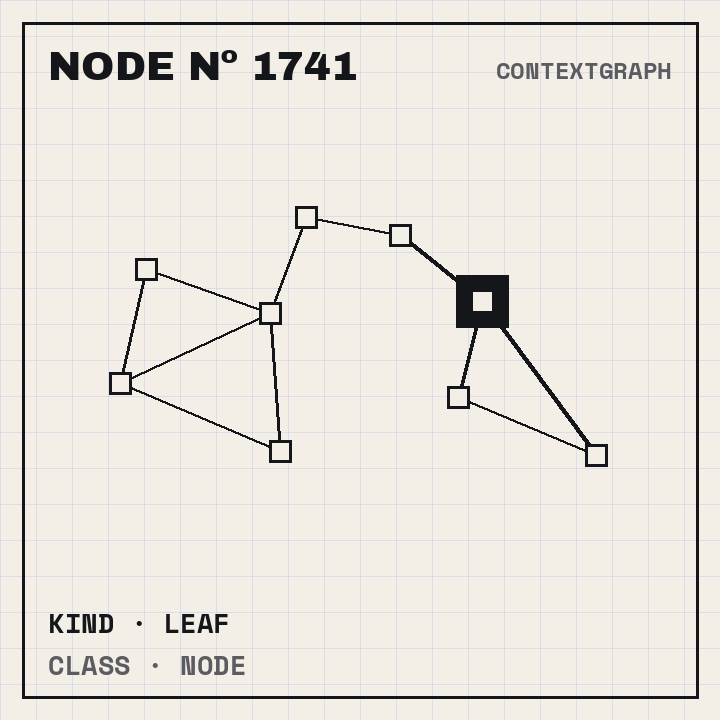 NODE Nº 1741
CONTEXTGRAPH
KIND · LEAF
CLASS · NODE